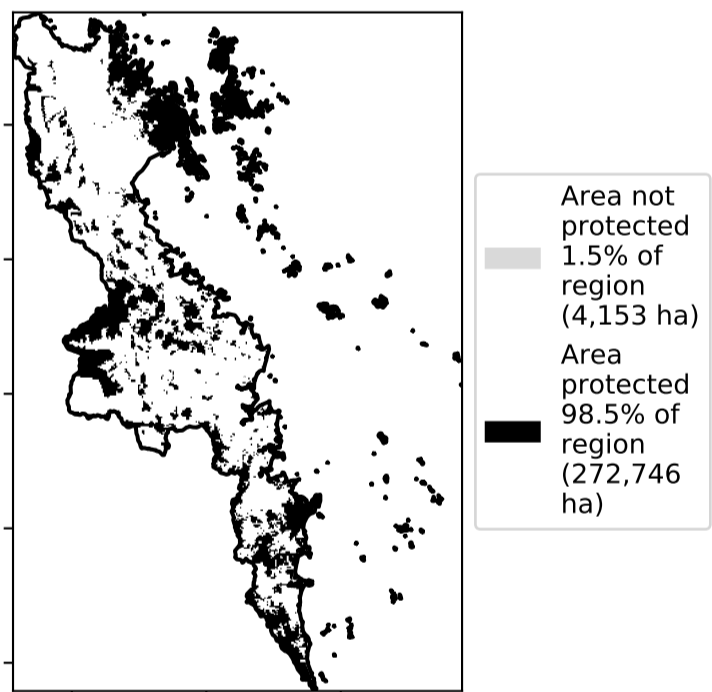 Area not
protected
1.5% of
region
(4,153 ha)
Area
protected
98.5% of
region
(272,746
ha)